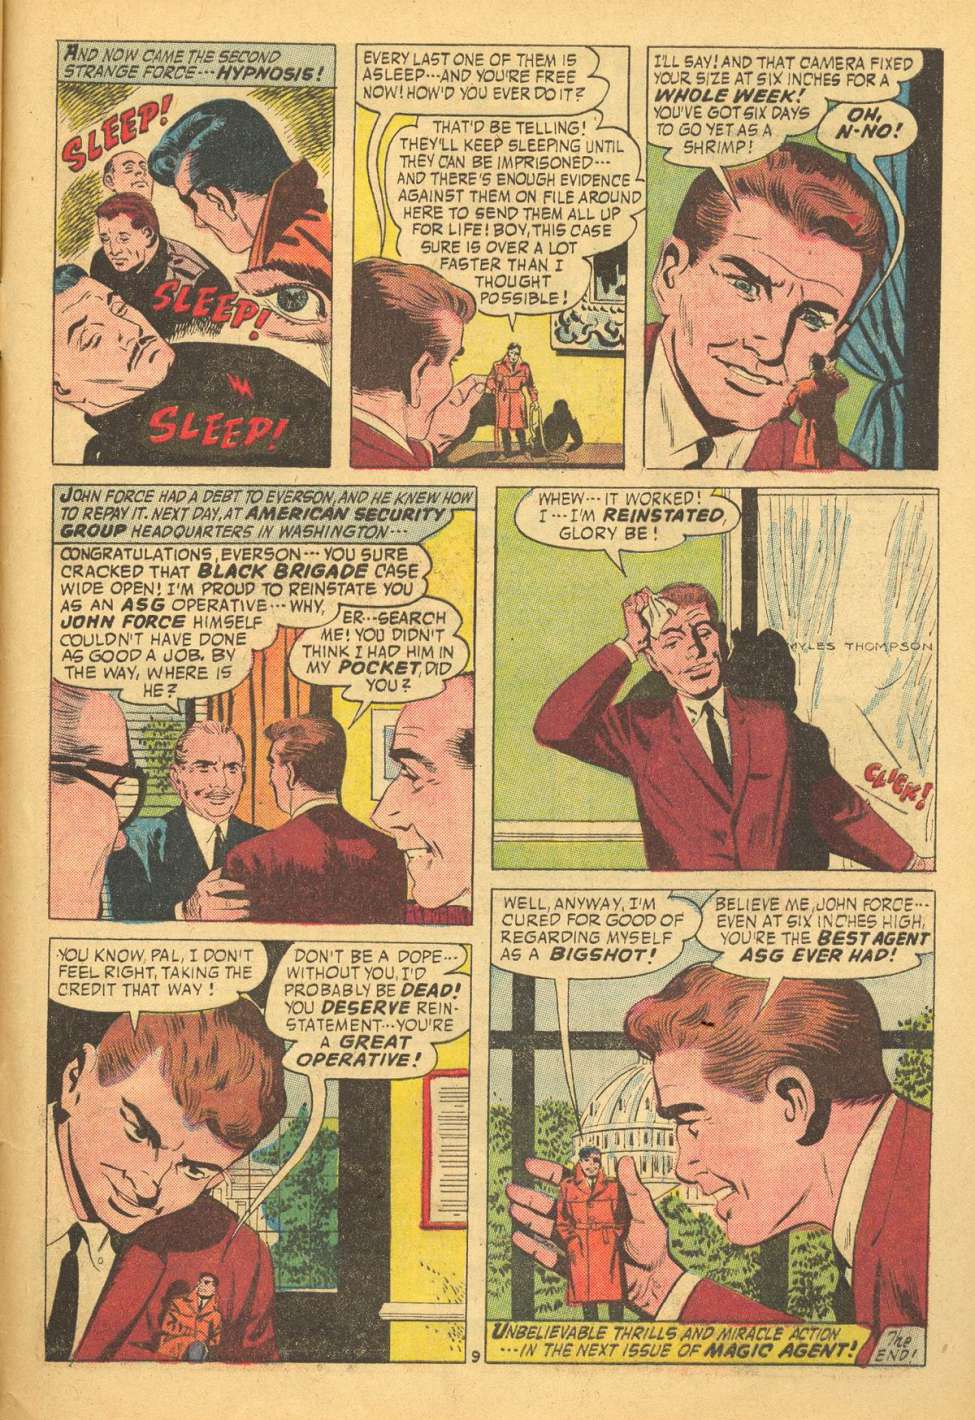 AND NOW CAME THE SECOND
STRANGE FORCE--- HYPNOSIS!
SLEEP!
SLEEP!
SLEEP!
EVERY LAST ONE OF THEM IS
ASLEEP---AND YOU'RE FREE
NOW! HOW'D YOU EVER DO IT?
THAT'D BE TELLING!
THEY'LL KEEP SLEEPING UNTIL
THEY CAN BE IMPRISONED---
AND THERE'S ENOUGH EVIDENCE
AGAINST THEM ON FILE AROUND
HERE TO SEND THEM ALL UP
FOR LIFE! BOY, THIS CASE
SURE IS OVER A LOT
FASTER THAN I
THOUGHT
POSSIBLE!
I'LL SAY! AND THAT CAMERA FIXED
YOUR SIZE AT SIX INCHES FOR A
WHOLE WEEK!
YOU'VE GOT SIX DAYS
TO GO YET AS A
SHRIMP!
OH,
N-NO!
JOHN FORCE HAD A DEBT TO EVERSON, AND HE KNEW HOW
TO REPAY IT. NEXT DAY, AT AMERICAN SECURITY
GROUP HEADQUARTERS IN WASHINGTON---
CONGRATULATIONS, EVERSON--- YOU SURE
CRACKED THAT BLACK BRIGADE CASE
WIDE OPEN! I'M PROUD TO REINSTATE YOU
AS AN ASG OPERATIVE---WHY,
JOHN FORCE HIMSELF
COULDN'T HAVE DONE
AS GOOD A JOB. BY
THE WAY, WHERE IS
HE?
ER---SEARCH
ME! YOU DIDN'T
THINK I HAD HIM IN
MY POCKET, DID
YOU?
WHEW--- IT WORKED!
I---I'M REINSTATED,
GLORY BE!
MYLES THOMPSON
CLICK!
YOU KNOW, PAL, I DON'T
FEEL RIGHT, TAKING THE
CREDIT THAT WAY!
DON'T BE A DOPE---
WITHOUT YOU, I'D
PROBABLY BE DEAD!
YOU DESERVE REIN-
STATEMENT---YOU'RE
A GREAT
OPERATIVE!
WELL, ANYWAY, I'M
CURED FOR GOOD OF
REGARDING MYSELF
AS A BIGSHOT!
BELIEVE ME, JOHN FORCE---
EVEN AT SIX INCHES HIGH,
YOU'RE THE BEST AGENT
ASG EVER HAD!
UNBELIEVABLE THRILLS AND MIRACLE ACTION
---IN THE NEXT ISSUE OF MAGIC AGENT!
The
END!
9